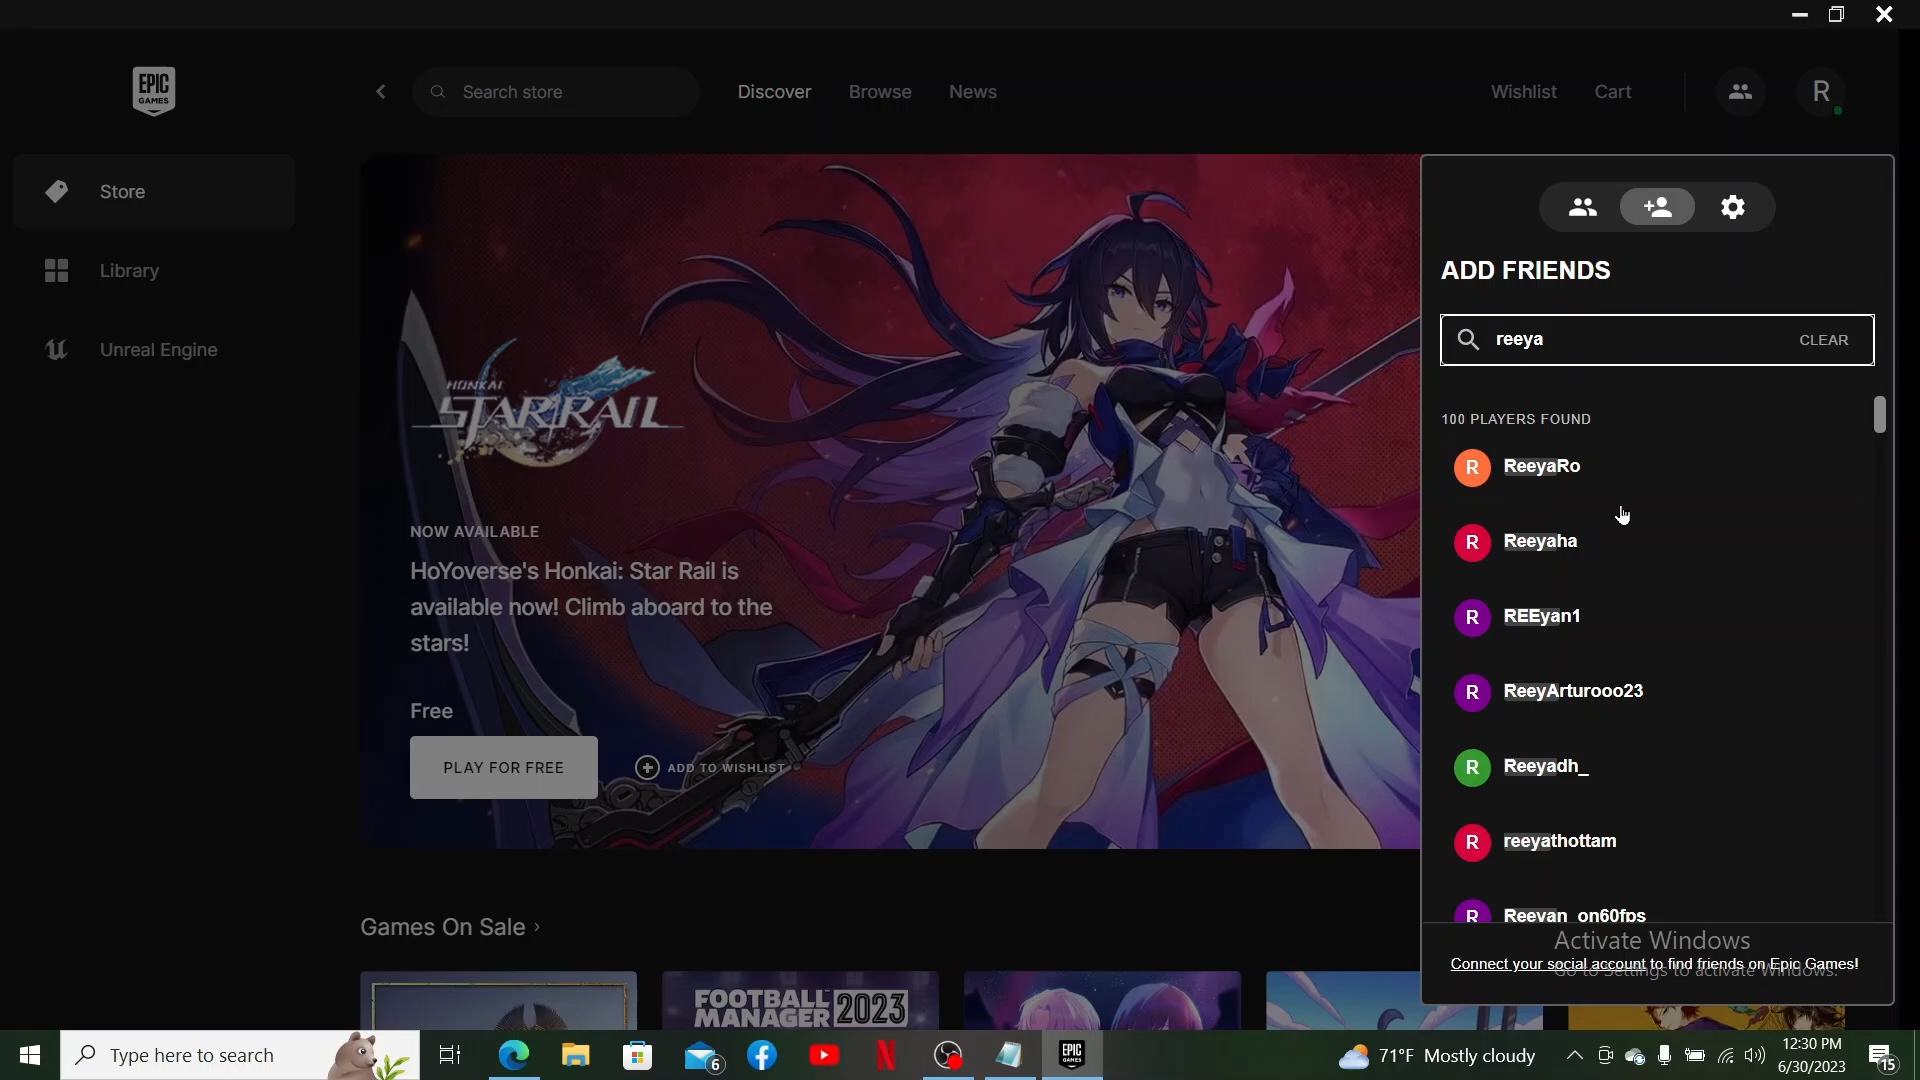 EPIC
GAMES
Search store
Discover
Browse
News
Wishlist
Cart
R
Store
Library
Unreal Engine
HONKAI
STAR RAIL
NOW AVAILABLE
HoYoverse's Honkai: Star Rail is
available now! Climb aboard to the
stars!
Free
PLAY FOR FREE
ADD TO WISHLIST
Games On Sale
FOOTBALL
MANAGER 2023
ADD FRIENDS
reeya
CLEAR
100 PLAYERS FOUND
R ReeyaRo
R Reeyaha
R REEyan1
R ReeyArturooo23
R Reeyadh_
R reeyathottam
R Reeyan_on60fps
Activate Windows
Go to Settings to activate Windows.
Connect your social account to find friends on Epic Games!
Type here to search
6
N
EPIC
GAMES
71°F Mostly cloudy
12:30 PM
6/30/2023
15